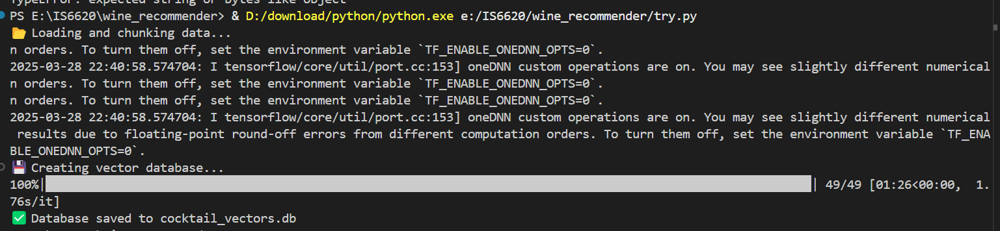 TypeError: expected string or bytes-like object
PS E:\IS6620\wine_recommender> & D:/download/python/python.exe e:/IS6620/wine_recommender/try.py
📂 Loading and chunking data...
n orders. To turn them off, set the environment variable `TF_ENABLE_ONEDNN_OPTS=0`.
2025-03-28 22:40:58.574704: I tensorflow/core/util/port.cc:153] oneDNN custom operations are on. You may see slightly different numerical
n orders. To turn them off, set the environment variable `TF_ENABLE_ONEDNN_OPTS=0`.
n orders. To turn them off, set the environment variable `TF_ENABLE_ONEDNN_OPTS=0`.
2025-03-28 22:40:58.574704: I tensorflow/core/util/port.cc:153] oneDNN custom operations are on. You may see slightly different numerical
 results due to floating-point round-off errors from different computation orders. To turn them off, set the environment variable `TF_ENA
BLE_ONEDNN_OPTS=0`.
💾 Creating vector database...
100%|██████████| 49/49 [01:26<00:00,  1.
76s/it]
✅ Database saved to cocktail_vectors.db